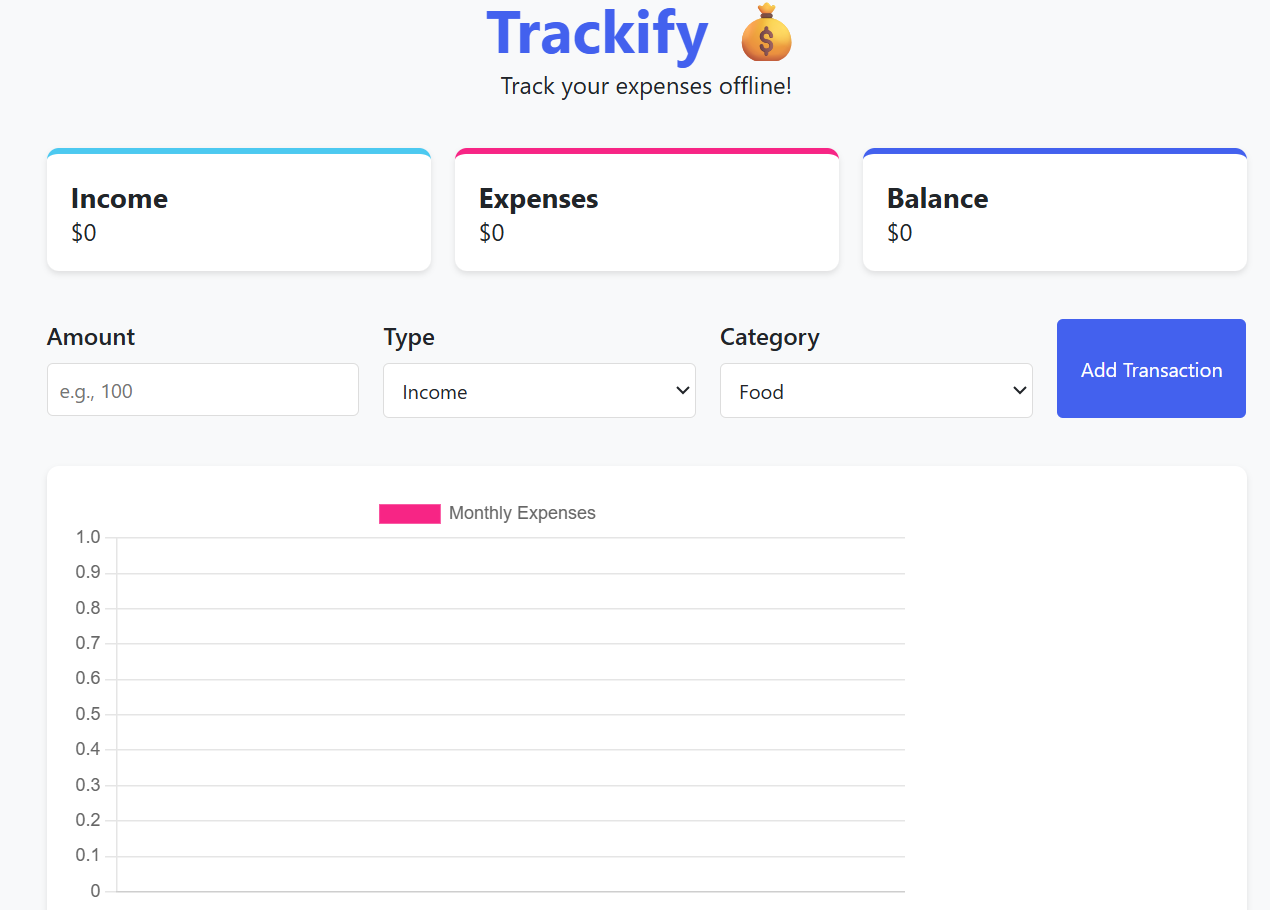 Trackify 💰
Track your expenses offline!
Income
$0
Expenses
$0
Balance
$0
Amount
e.g., 100
Type
Income
Category
Food
Add Transaction
Monthly Expenses
1.0
0.9
0.8
0.7
0.6
0.5
0.4
0.3
0.2
0.1
0